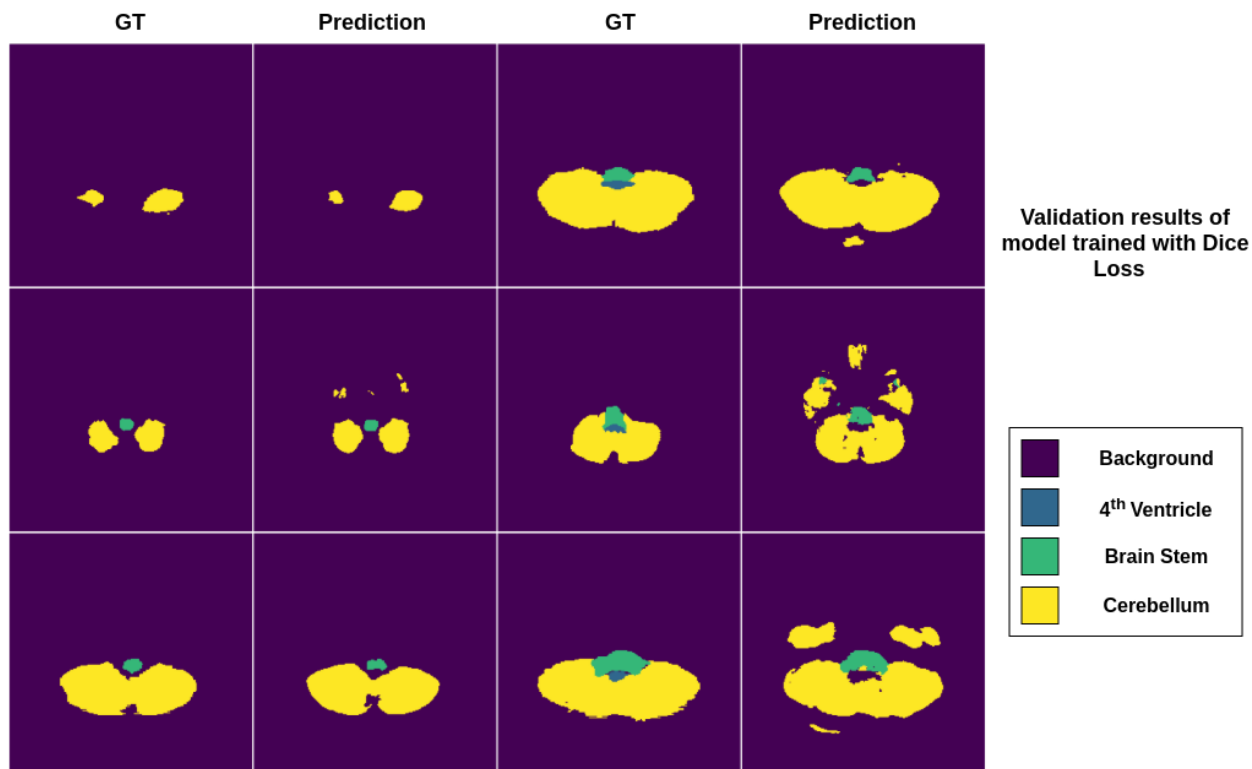 GT
Prediction
GT
Prediction
Validation results of
model trained with Dice
Loss
Background
4th Ventricle
Brain Stem
Cerebellum